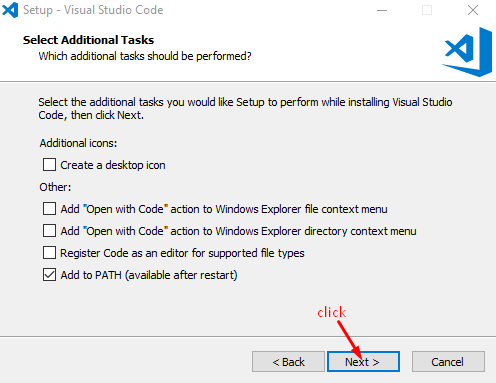 Setup - Visual Studio Code
Select Additional Tasks
Which additional tasks should be performed?
Select the additional tasks you would like Setup to perform while installing Visual Studio
Code, then click Next.
Additional icons:
Create a desktop icon
Other:
Add "Open with Code" action to Windows Explorer file context menu
Add "Open with Code" action to Windows Explorer directory context menu
Register Code as an editor for supported file types
Add to PATH (available after restart)
click
< Back
Next >
Cancel